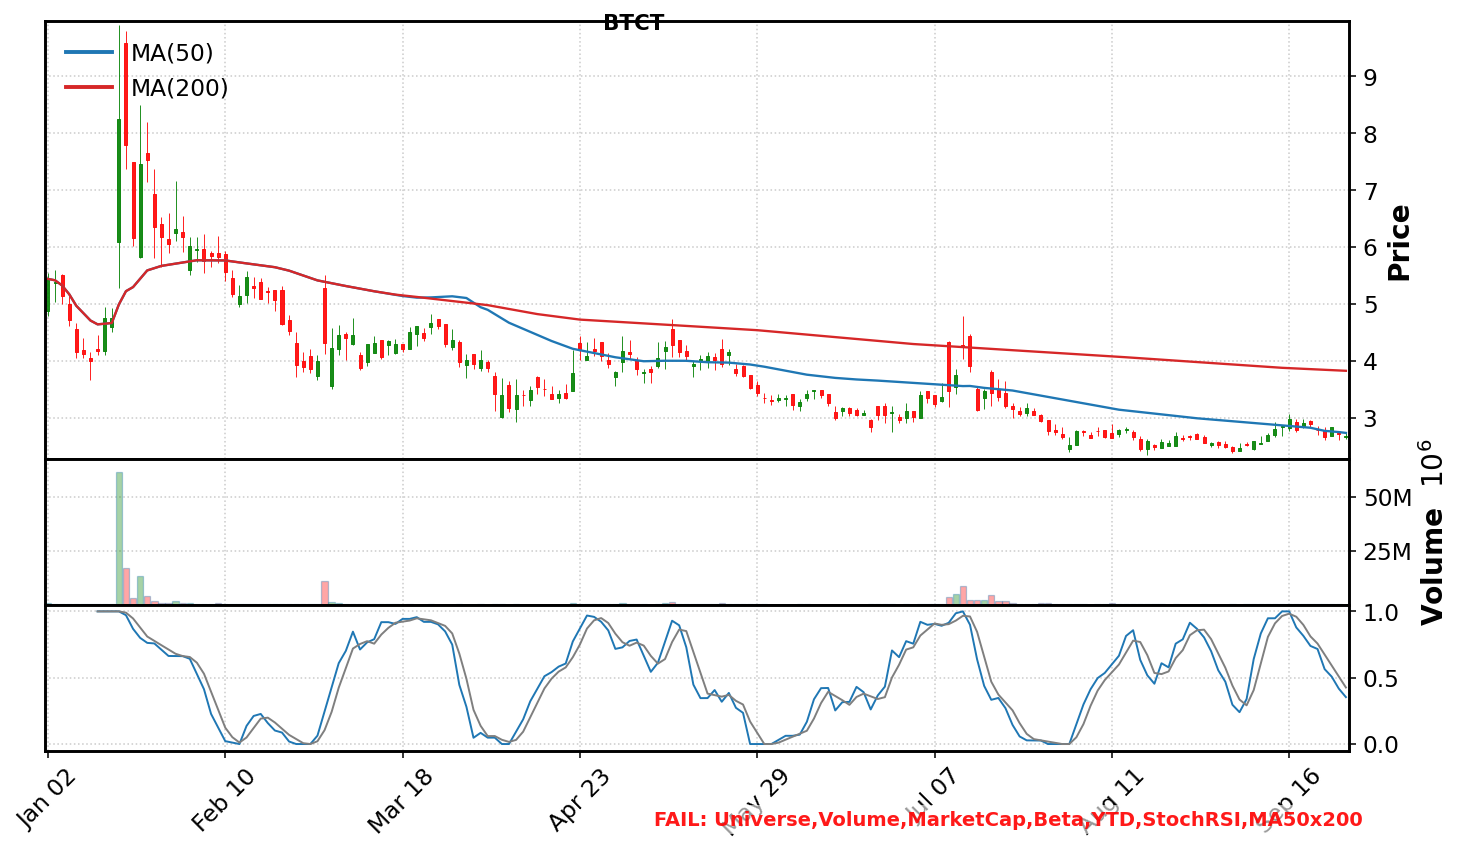 BTCT
MA(50)
MA(200)
9
8
7
6
5
4
3
Price
50M
25M
Volume 10^6
1.0
0.5
0.0
Jan 02
Feb 10
Mar 18
Apr 23
May 29
Jul 07
Aug 11
Sep 16
FAIL: Universe,Volume,MarketCap,Beta,YTD,StochRSI,MA50x200